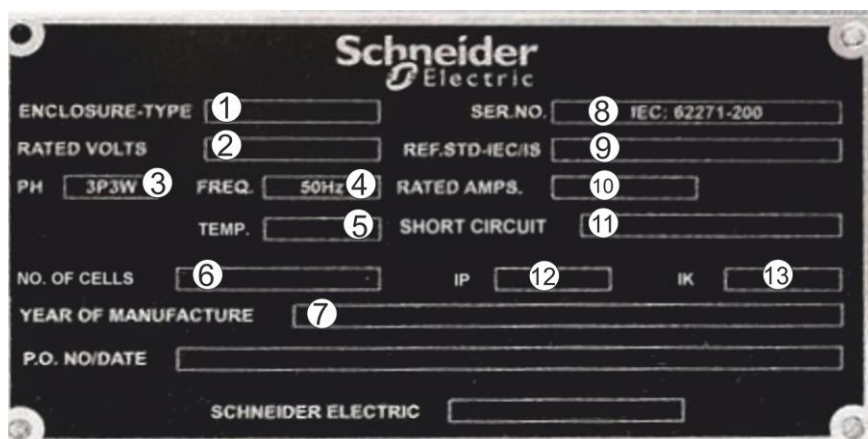 Schneider
Electric
ENCLOSURE-TYPE 1 SER.NO. 8 IEC: 62271-200
RATED VOLTS 2 REF.STD-IEC/IS 9
PH 3P3W 3 FREQ. 50Hz 4 RATED AMPS. 10
TEMP. 5 SHORT CIRCUIT 11
NO. OF CELLS 6 IP 12 IK 13
YEAR OF MANUFACTURE 7
P.O. NO/DATE
SCHNEIDER ELECTRIC